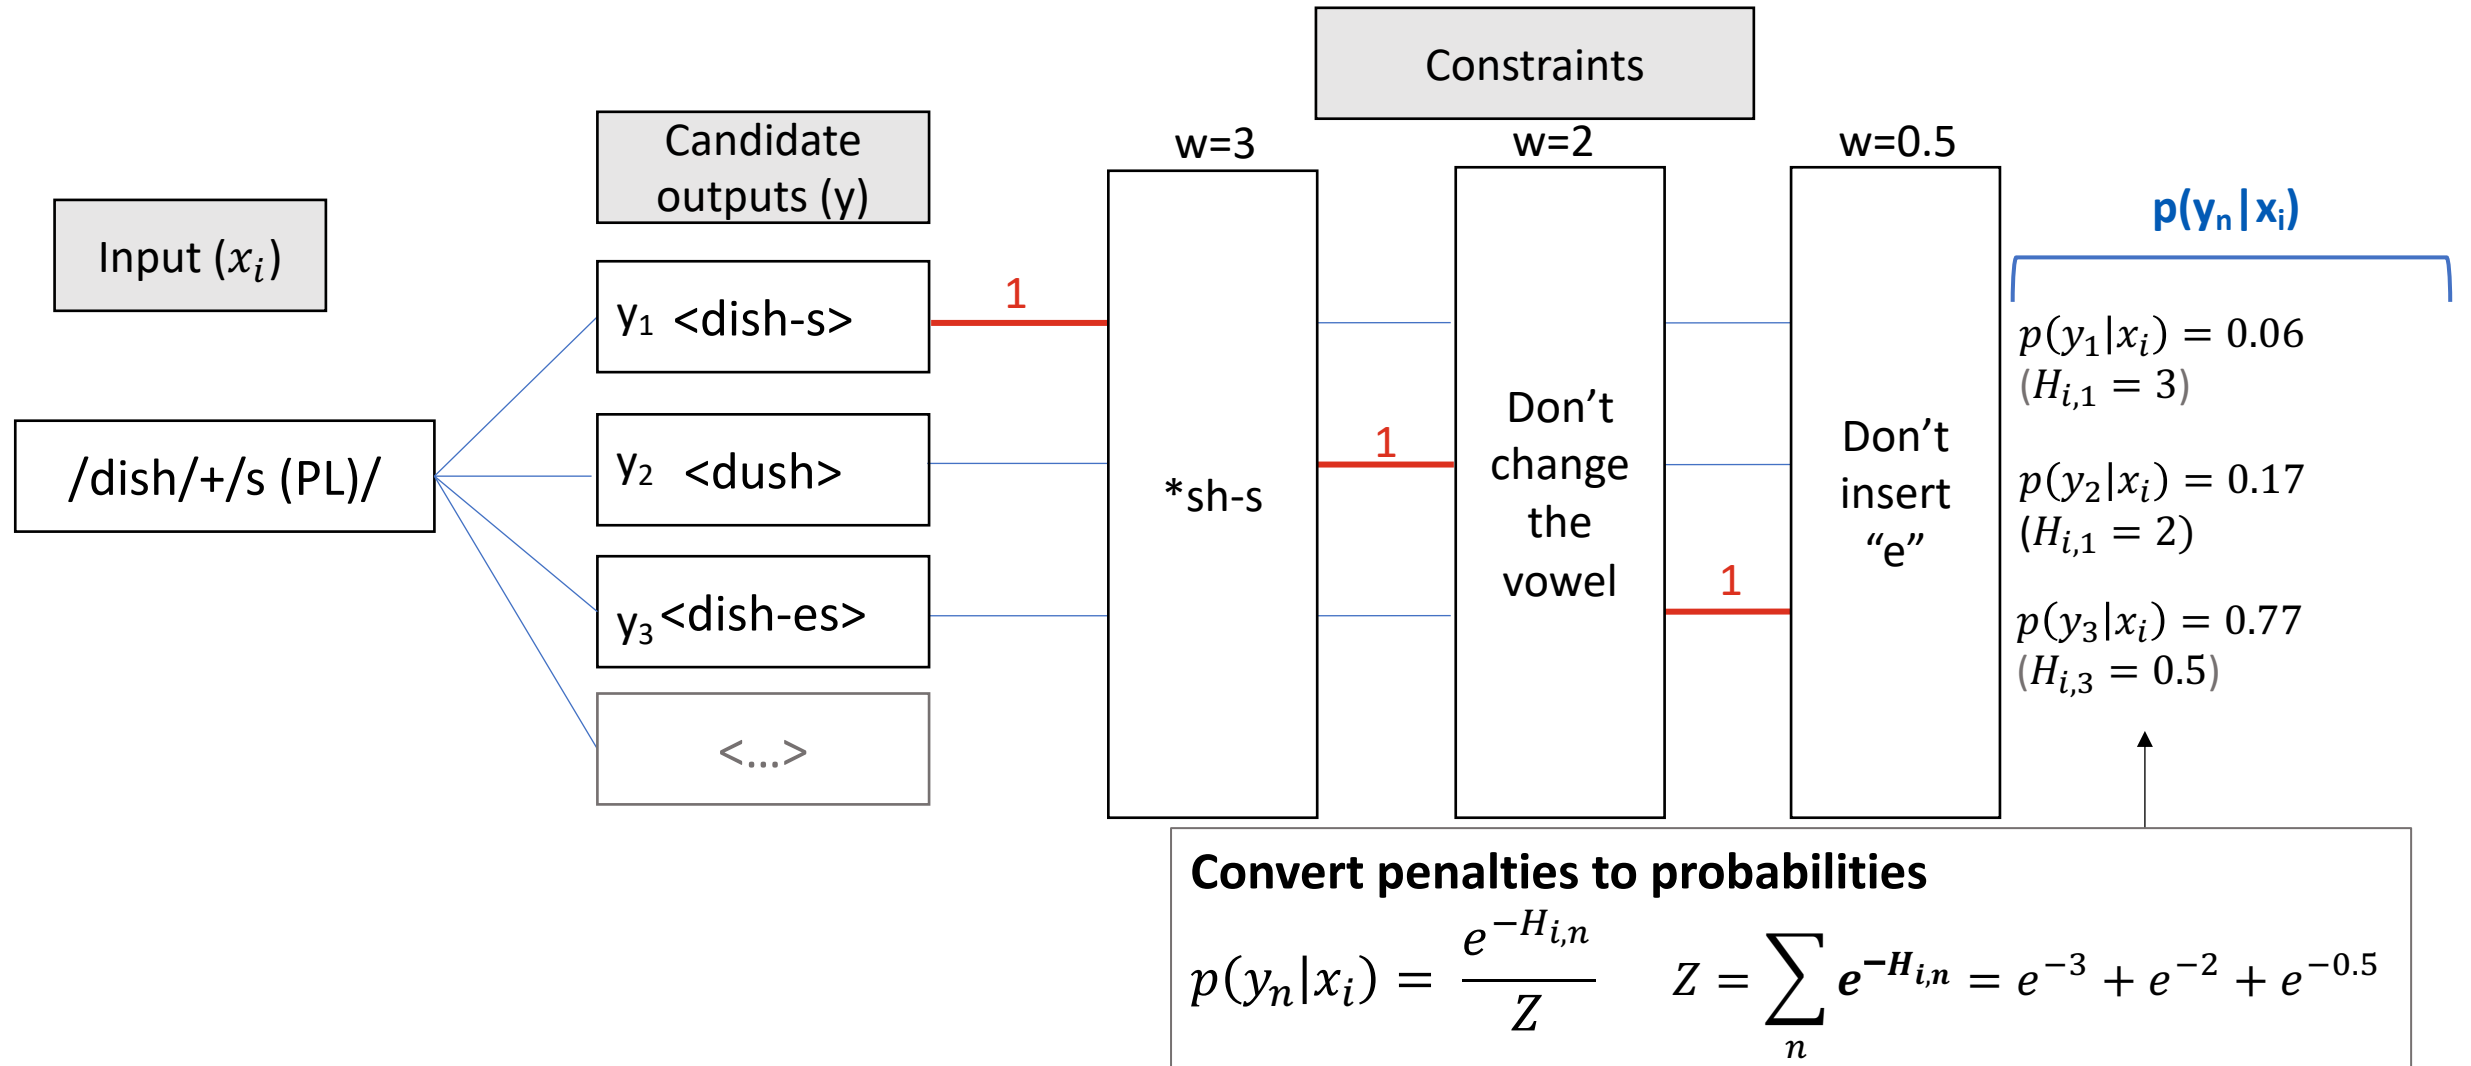 Constraints
Candidate
outputs (y)
w=3
w=2
w=0.5
Input (𝑥ᵢ)
p(yₙ|xᵢ)
y₁ <dish-s>
1
𝑝(𝑦₁|𝑥ᵢ) = 0.06
(𝐻ᵢ,₁ = 3)
/dish/+/s (PL)/
y₂ <dush>
1
*sh-s
Don’t
change
the
vowel
Don’t
insert
“e”
𝑝(𝑦₂|𝑥ᵢ) = 0.17
(𝐻ᵢ,₁ = 2)
y₃ <dish-es>
1
𝑝(𝑦₃|𝑥ᵢ) = 0.77
(𝐻ᵢ,₃ = 0.5)
<...>
Convert penalties to probabilities
𝑝(𝑦ₙ|𝑥ᵢ) = 𝑒^{−𝐻ᵢ,ₙ} / 𝑍    𝑍 = ∑ₙ 𝒆^{−𝑯ᵢ,ₙ} = 𝑒^{−3} + 𝑒^{−2} + 𝑒^{−0.5}